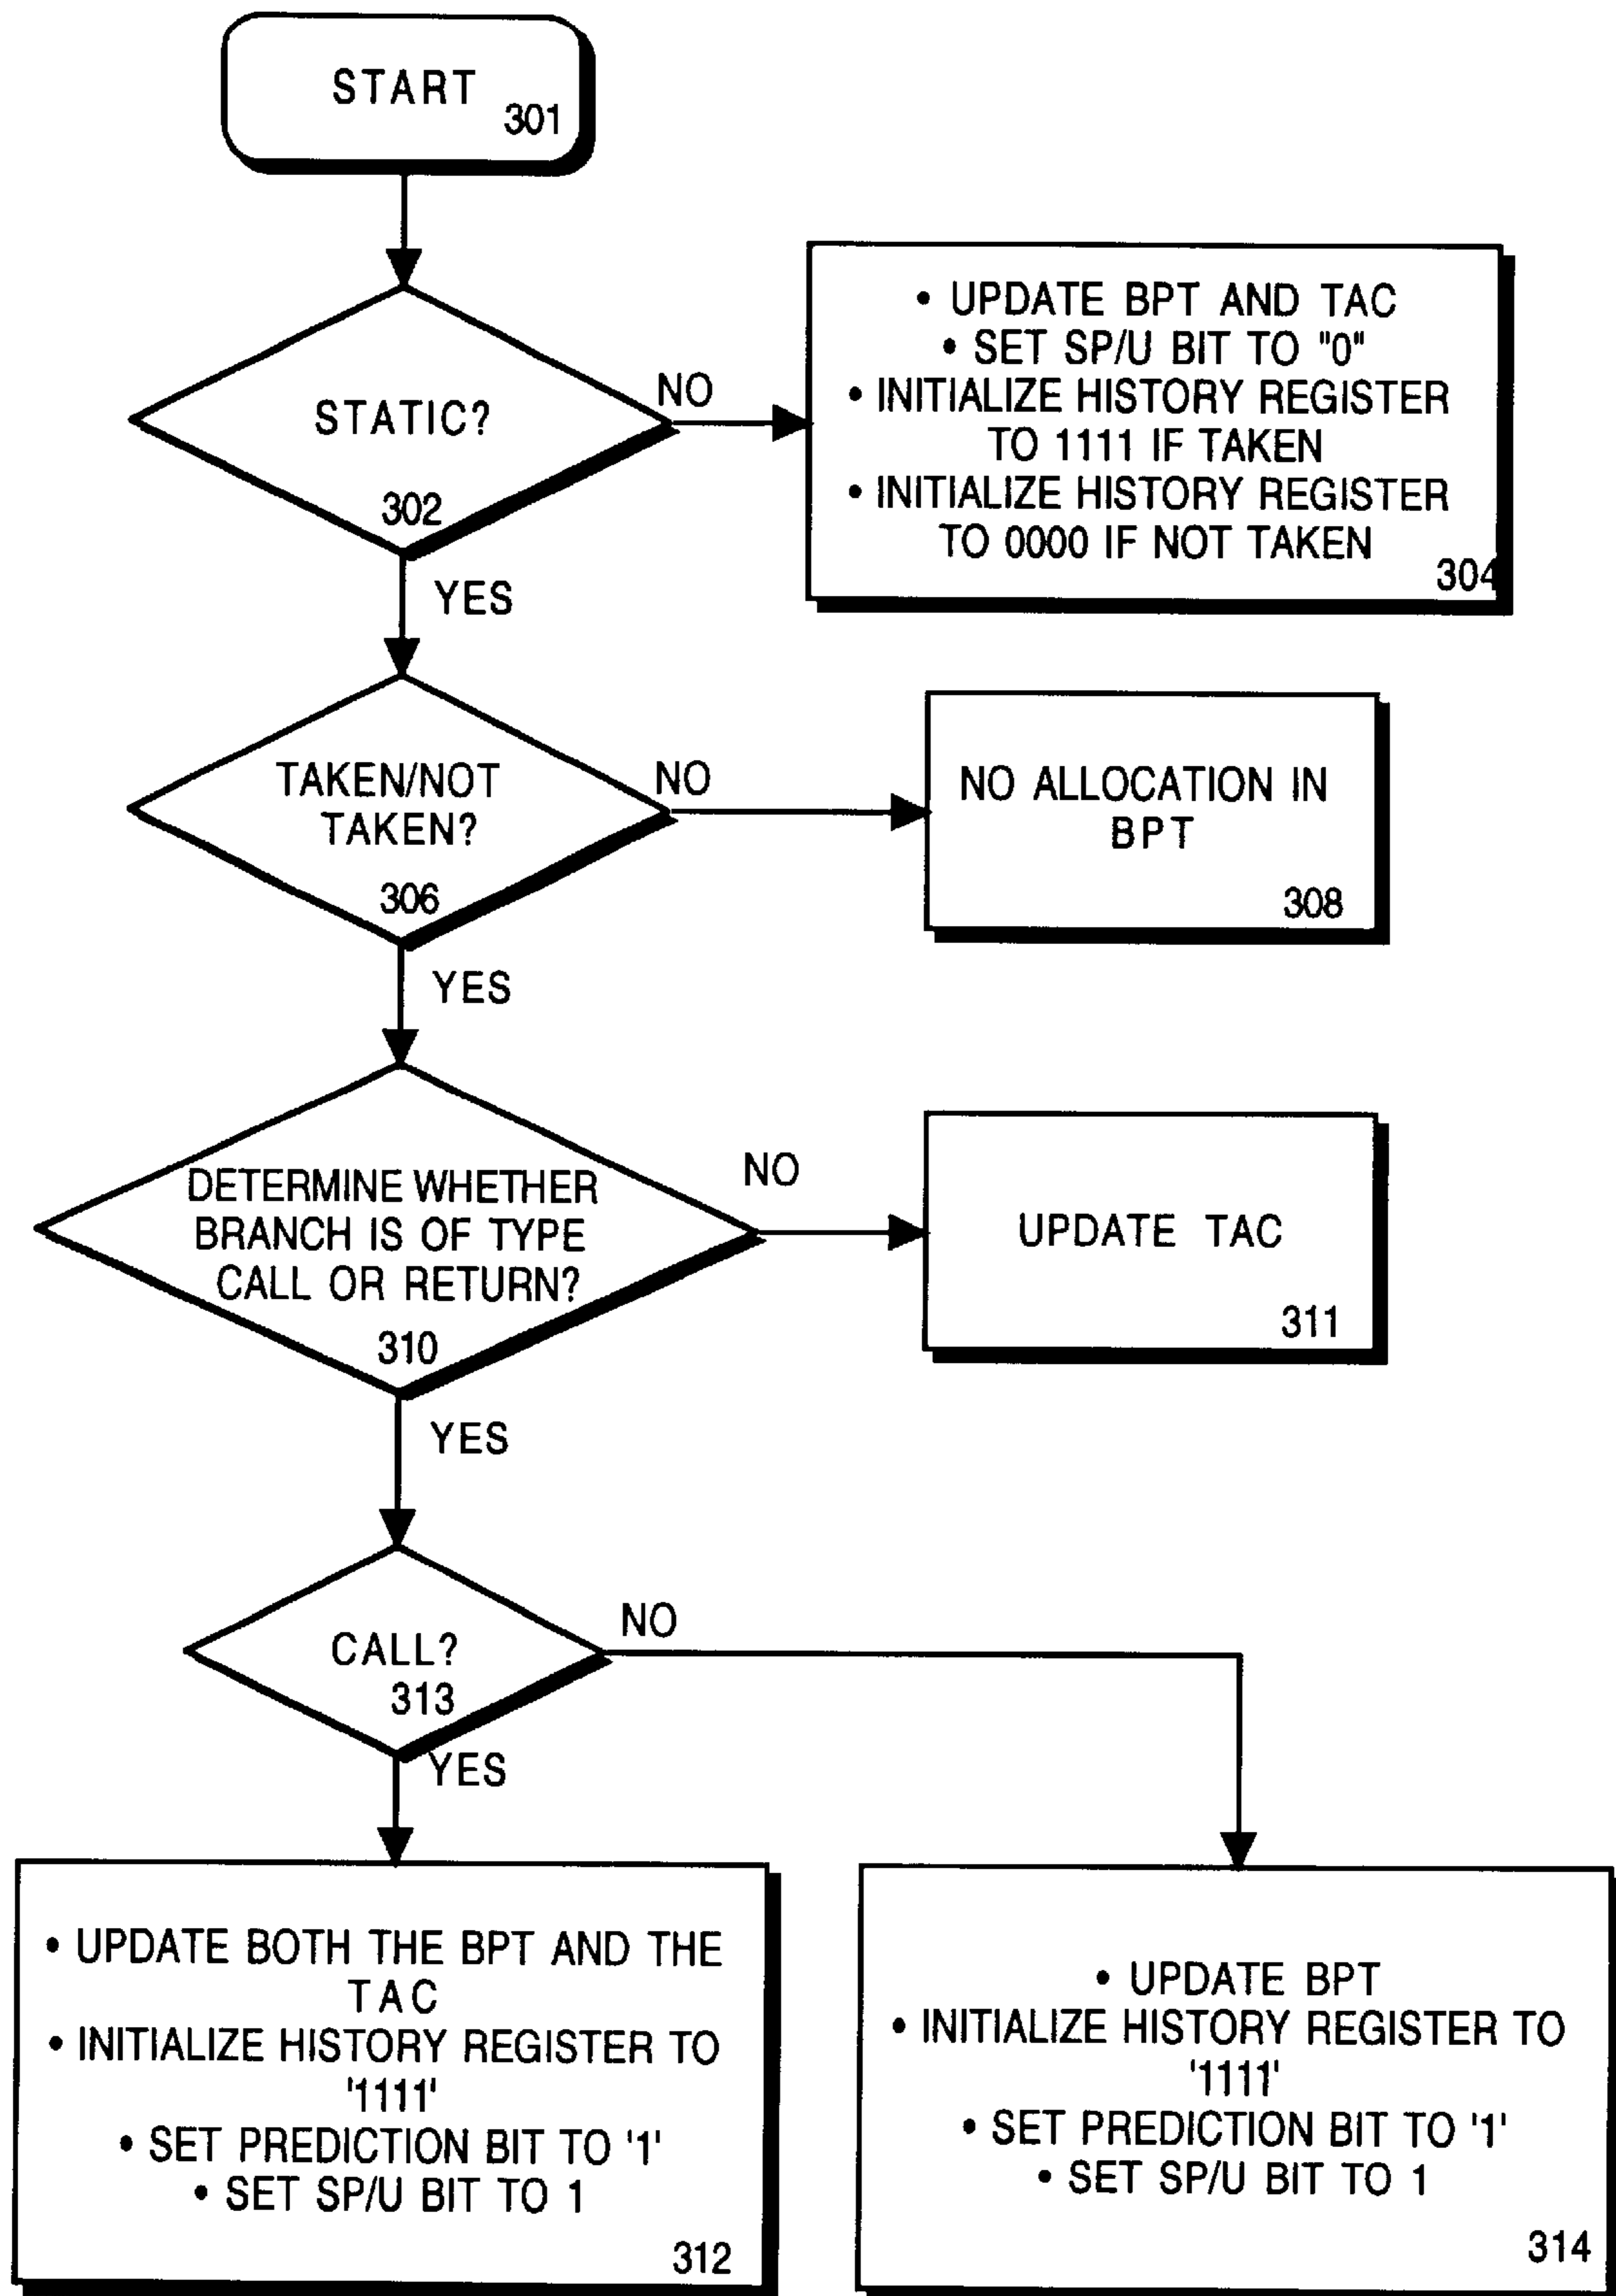 START
301
STATIC?
302
NO
YES
• UPDATE BPT AND TAC
• SET SP/U BIT TO "0"
• INITIALIZE HISTORY REGISTER
TO 1111 IF TAKEN
• INITIALIZE HISTORY REGISTER
TO 0000 IF NOT TAKEN
304
TAKEN/NOT
TAKEN?
306
NO
YES
NO ALLOCATION IN
BPT
308
DETERMINE WHETHER
BRANCH IS OF TYPE
CALL OR RETURN?
310
NO
YES
UPDATE TAC
311
CALL?
313
NO
YES
• UPDATE BOTH THE BPT AND THE
TAC
• INITIALIZE HISTORY REGISTER TO
'1111'
• SET PREDICTION BIT TO '1'
• SET SP/U BIT TO 1
312
• UPDATE BPT
• INITIALIZE HISTORY REGISTER TO
'1111'
• SET PREDICTION BIT TO '1'
• SET SP/U BIT TO 1
314